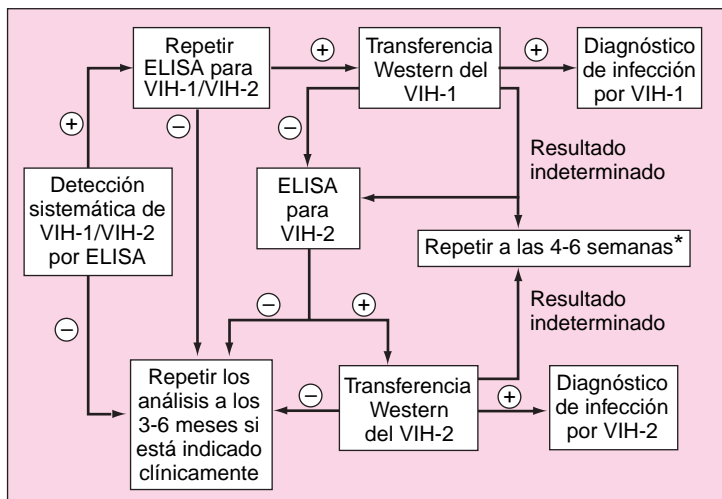 Repetir
ELISA para
VIH-1/VIH-2
+
Transferencia
Western del
VIH-1
+
Diagnóstico
de infección
por VIH-1
+
−
−
Resultado
indeterminado
Detección
sistemática de
VIH-1/VIH-2
por ELISA
ELISA
para
VIH-2
Repetir a las 4-6 semanas*
−
−
+
Resultado
indeterminado
Repetir los
análisis a los
3-6 meses si
está indicado
clínicamente
−
Transferencia
Western
del VIH-2
+
Diagnóstico
de infección
por VIH-2